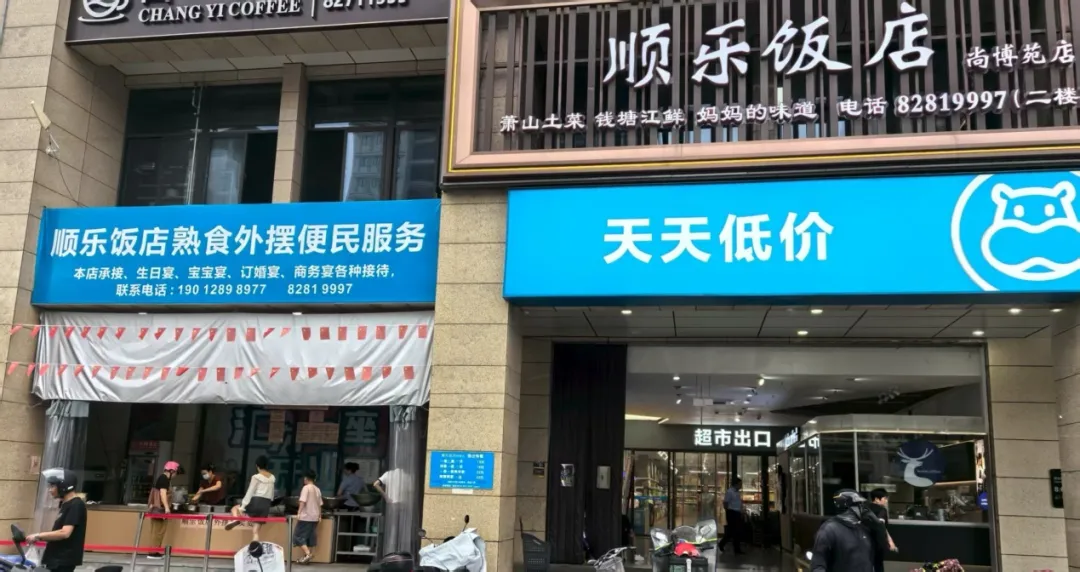 CHANG YI COFFEE
顺乐饭店 尚博苑店
萧山土菜 钱塘江鲜 妈妈的味道 电话 82819997(二楼
顺乐饭店熟食外摆便民服务
本店承接、生日宴、宝宝宴、订婚宴、商务宴各种接待,
联系电话:190 1289 8977 8281 9997
天天低价
超市出口